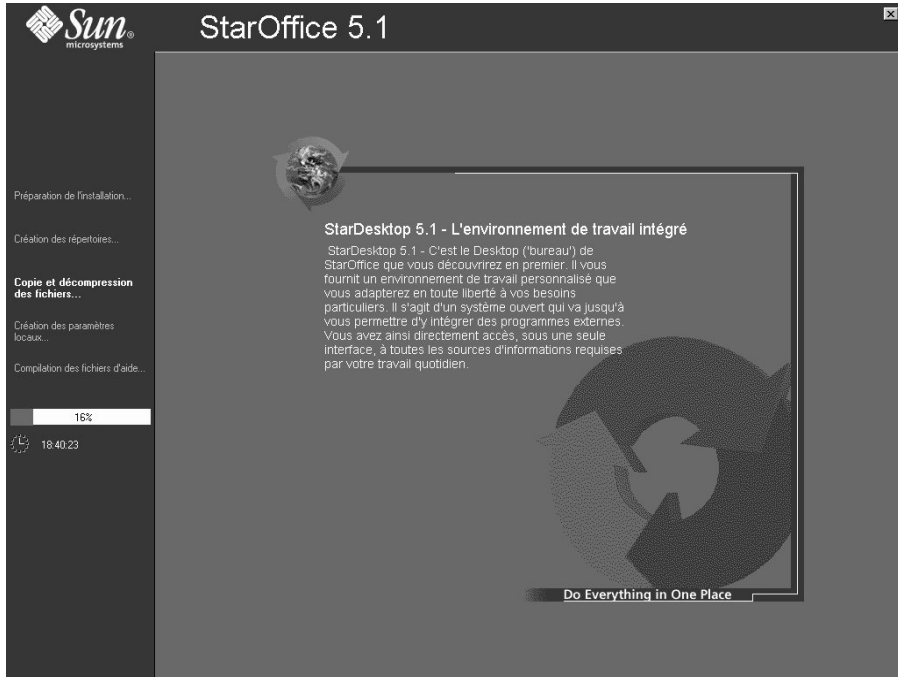 Sun®
microsystems
StarOffice 5.1
Préparation de l'installation...
Création des répertoires...
Copie et décompression
des fichiers...
Création des paramètres
locaux...
Compilation des fichiers d'aide...
16%
18:40:23
StarDesktop 5.1 - L'environnement de travail intégré
StarDesktop 5.1 - C'est le Desktop ('bureau') de
StarOffice que vous découvrirez en premier. Il vous
fournit un environnement de travail personnalisé que
vous adapterez en toute liberté à vos besoins
particuliers. Il s'agit d'un système ouvert qui va jusqu'à
vous permettre d'y intégrer des programmes externes.
Vous avez ainsi directement accès, sous une seule
interface, à toutes les sources d'informations requises
par votre travail quotidien.
Do Everything in One Place